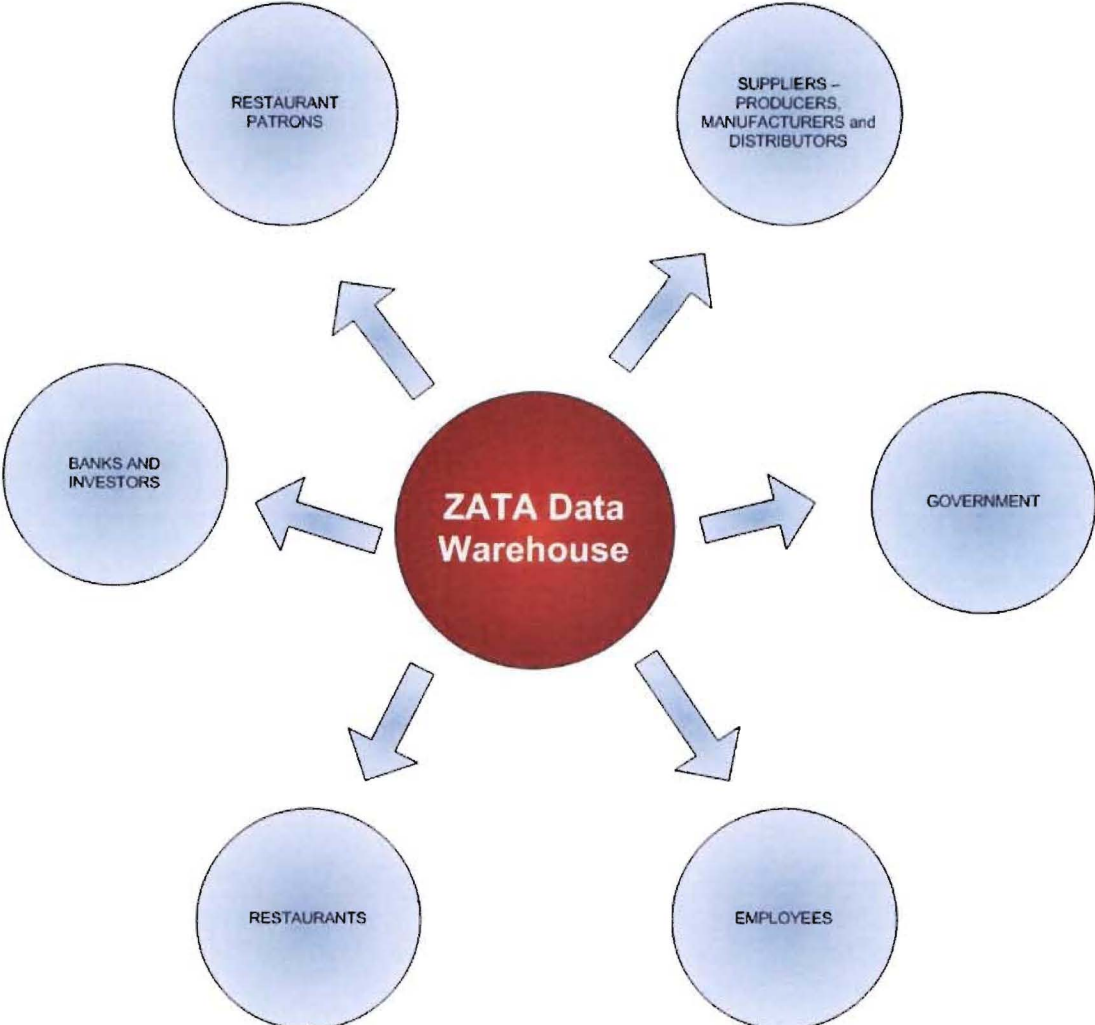 RESTAURANT
PATRONS
SUPPLIERS –
PRODUCERS,
MANUFACTURERS and
DISTRIBUTORS
BANKS AND
INVESTORS
ZATA Data
Warehouse
GOVERNMENT
RESTAURANTS
EMPLOYEES